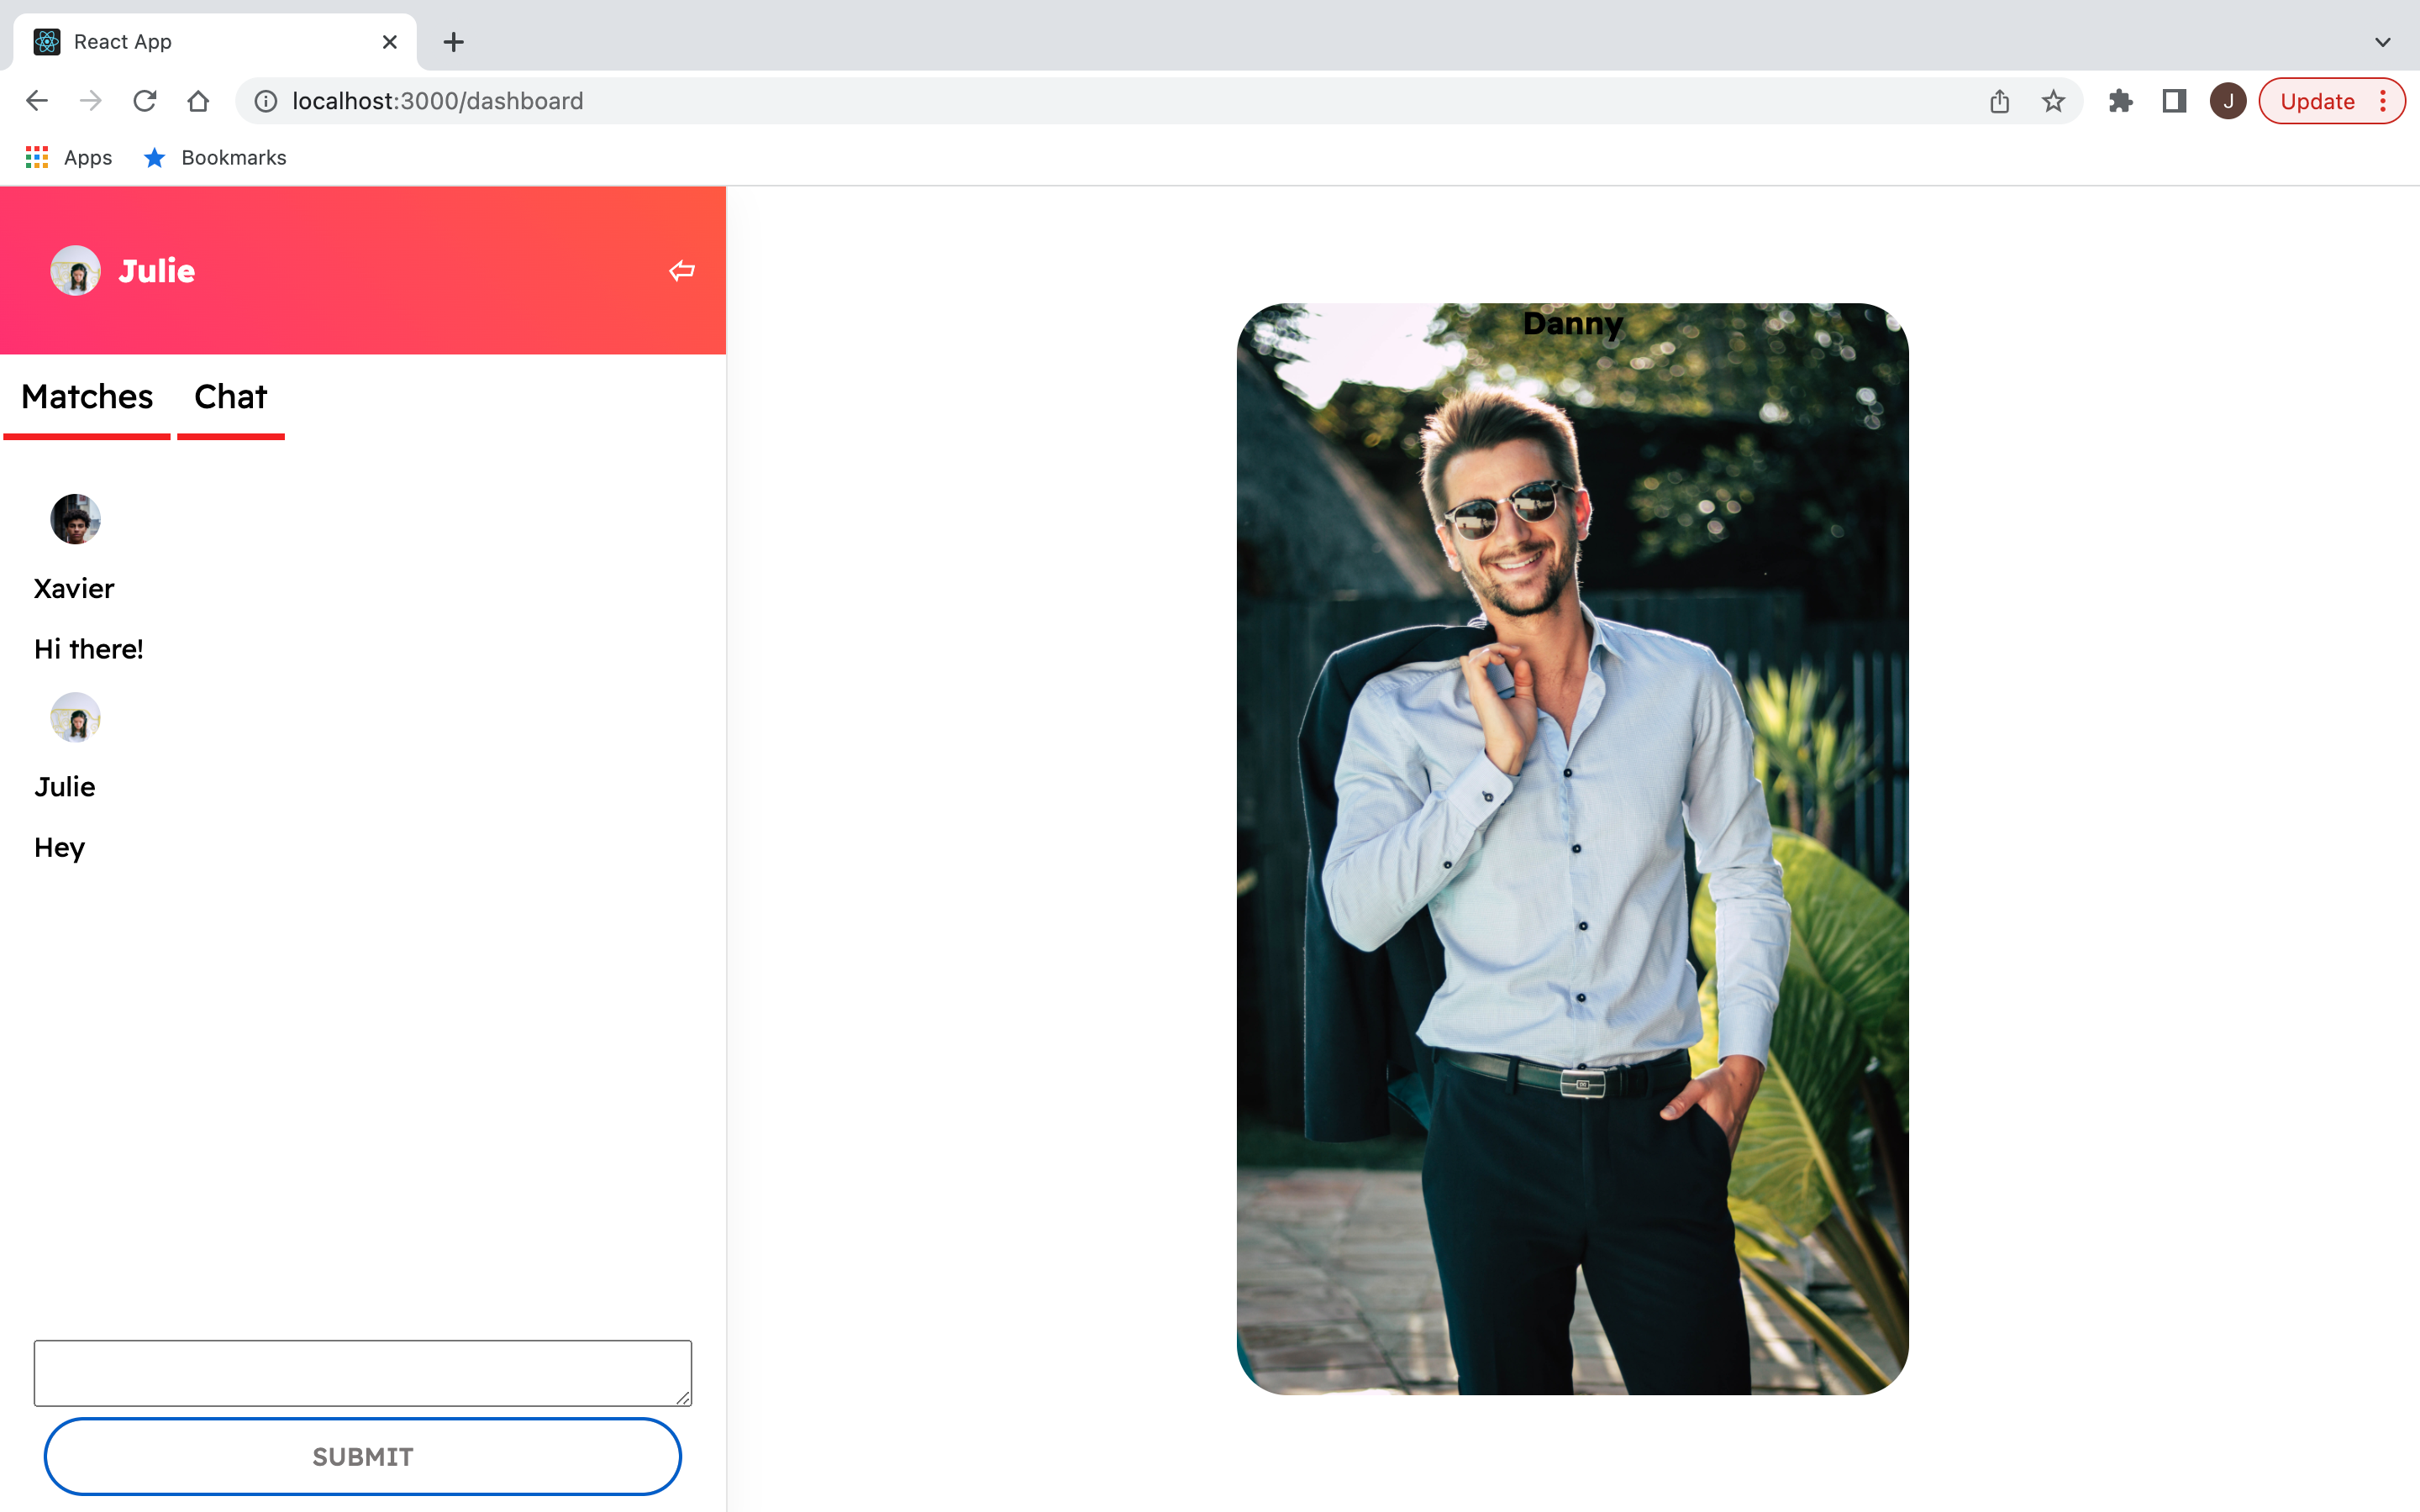 React App
localhost:3000/dashboard
J
Update
Apps
Bookmarks
Julie
Matches
Chat
Xavier
Hi there!
Julie
Hey
SUBMIT
Danny